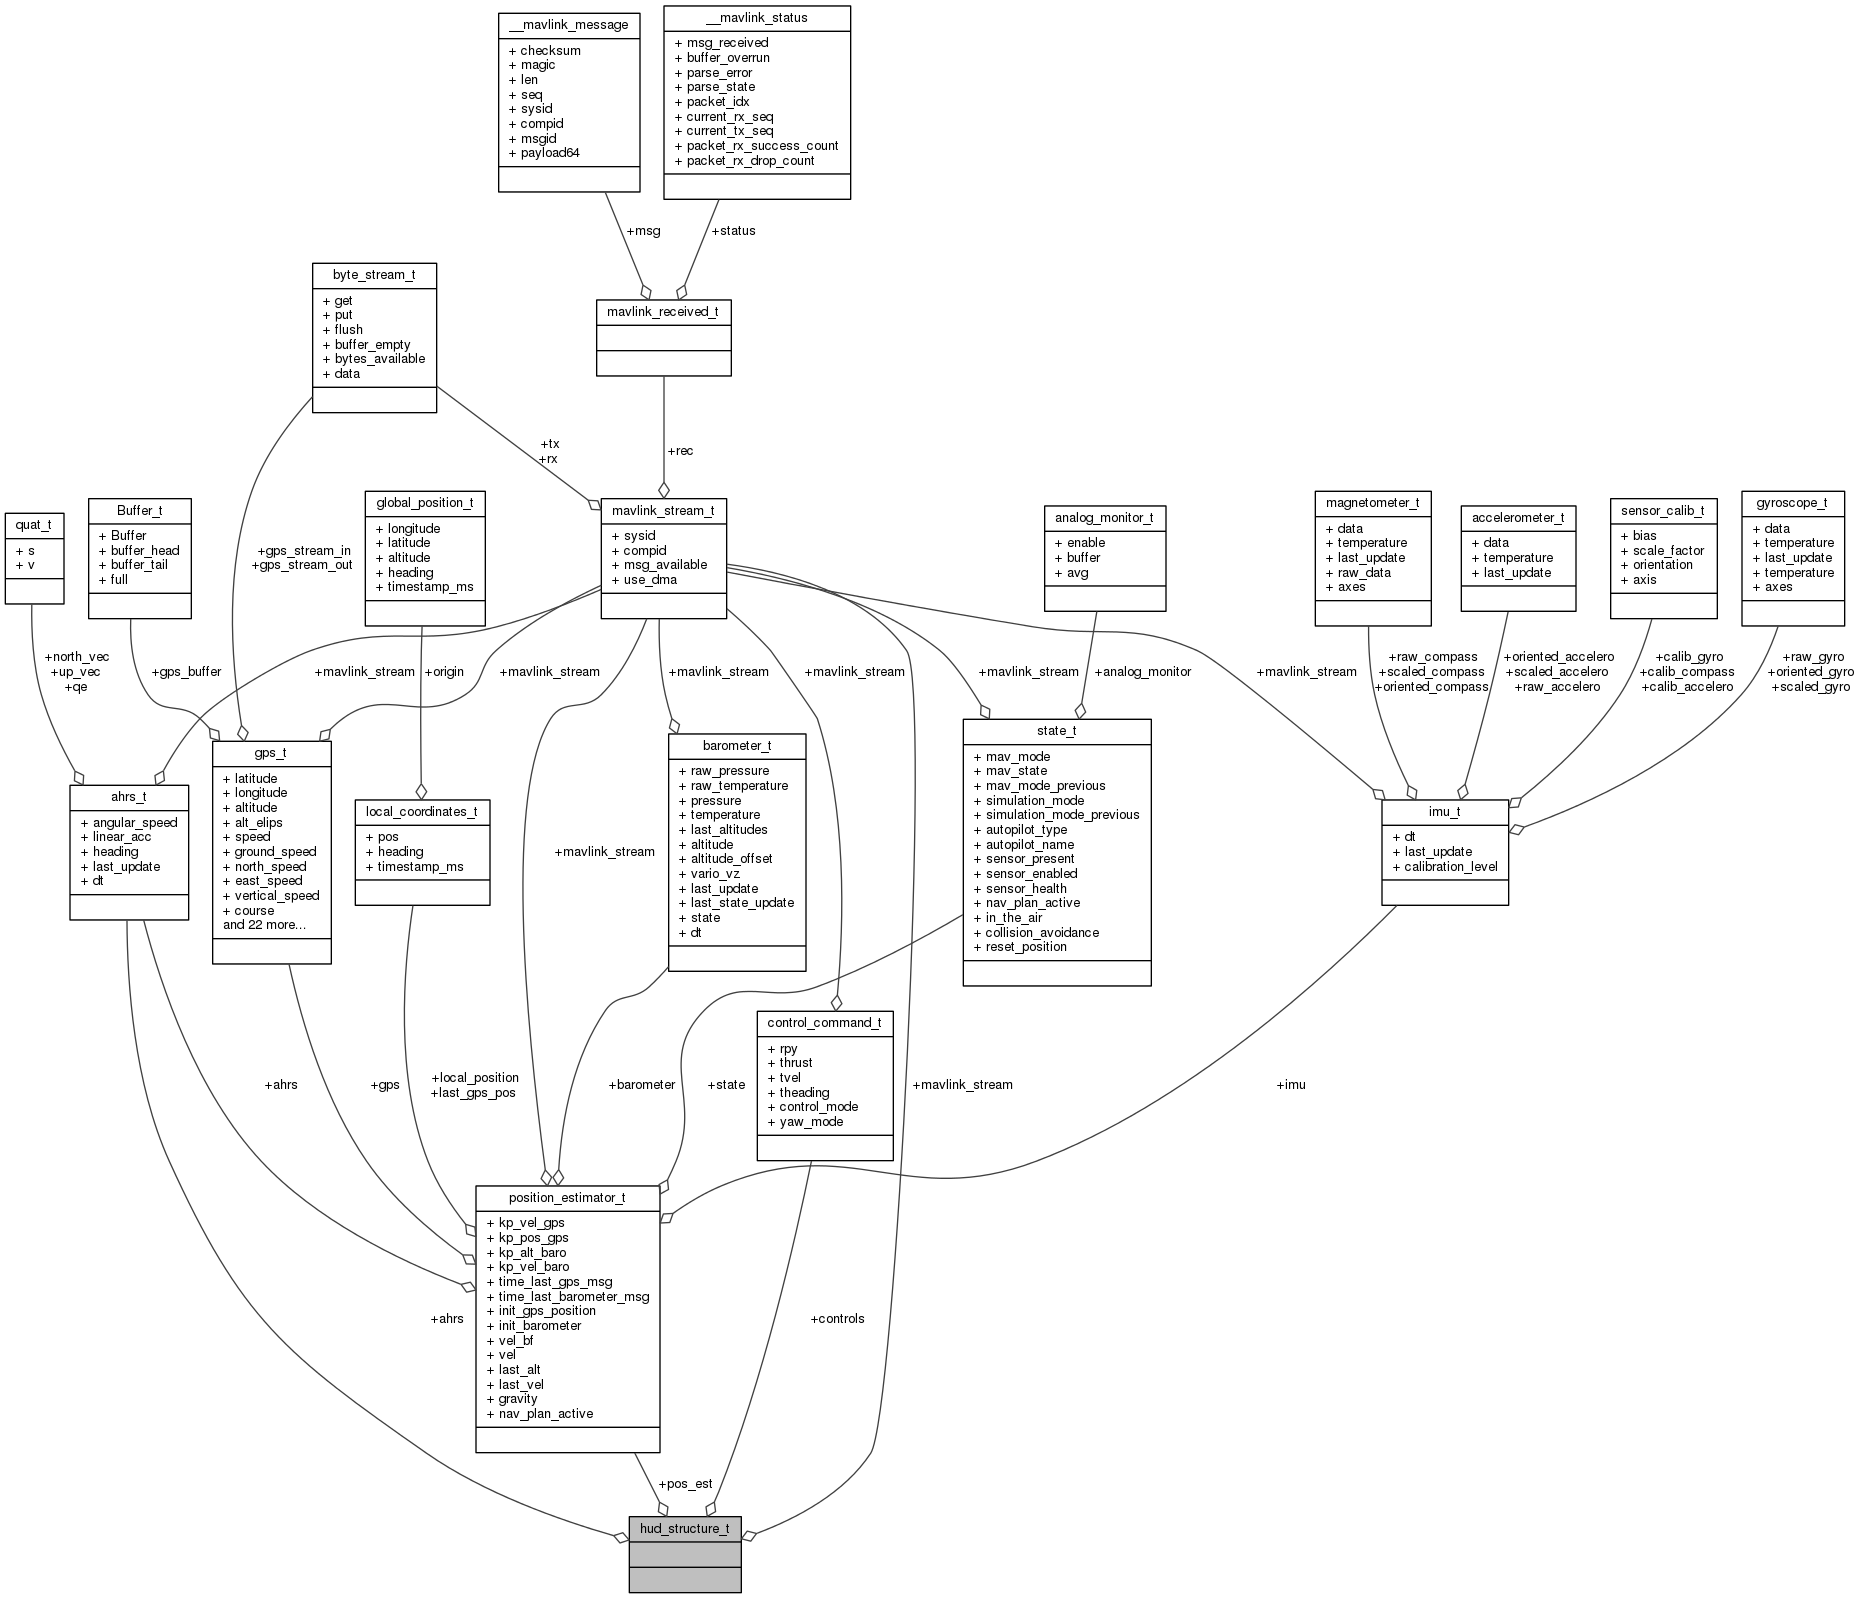 __mavlink_message
+ checksum
+ magic
+ len
+ seq
+ sysid
+ compid
+ msgid
+ payload64
__mavlink_status
+ msg_received
+ buffer_overrun
+ parse_error
+ parse_state
+ packet_idx
+ current_rx_seq
+ current_tx_seq
+ packet_rx_success_count
+ packet_rx_drop_count
+msg
+status
byte_stream_t
+ get
+ put
+ flush
+ buffer_empty
+ bytes_available
+ data
mavlink_received_t
+tx
+rx
+rec
quat_t
+ s
+ v
Buffer_t
+ Buffer
+ buffer_head
+ buffer_tail
+ full
+gps_stream_in
+gps_stream_out
global_position_t
+ longitude
+ latitude
+ altitude
+ heading
+ timestamp_ms
mavlink_stream_t
+ sysid
+ compid
+ msg_available
+ use_dma
analog_monitor_t
+ enable
+ buffer
+ avg
magnetometer_t
+ data
+ temperature
+ last_update
+ raw_data
+ axes
accelerometer_t
+ data
+ temperature
+ last_update
sensor_calib_t
+ bias
+ scale_factor
+ orientation
+ axis
gyroscope_t
+ data
+ temperature
+ last_update
+ temperature
+ axes
+north_vec
+up_vec
+qe
+gps_buffer
+mavlink_stream
+origin
+mavlink_stream
+mavlink_stream
+mavlink_stream
+mavlink_stream
+analog_monitor
+mavlink_stream
+raw_compass
+scaled_compass
+oriented_compass
+oriented_accelero
+scaled_accelero
+raw_accelero
+calib_gyro
+calib_compass
+calib_accelero
+raw_gyro
+oriented_gyro
+scaled_gyro
ahrs_t
+ angular_speed
+ linear_acc
+ heading
+ last_update
+ dt
gps_t
+ latitude
+ longitude
+ altitude
+ alt_elips
+ speed
+ ground_speed
+ north_speed
+ east_speed
+ vertical_speed
+ course
and 22 more...
local_coordinates_t
+ pos
+ heading
+ timestamp_ms
+mavlink_stream
barometer_t
+ raw_pressure
+ raw_temperature
+ pressure
+ temperature
+ last_altitudes
+ altitude
+ altitude_offset
+ vario_vz
+ last_update
+ last_state_update
+ state
+ dt
state_t
+ mav_mode
+ mav_state
+ mav_mode_previous
+ simulation_mode
+ simulation_mode_previous
+ autopilot_type
+ autopilot_name
+ sensor_present
+ sensor_enabled
+ sensor_health
+ nav_plan_active
+ in_the_air
+ collision_avoidance
+ reset_position
imu_t
+ dt
+ last_update
+ calibration_level
+ahrs
+gps
+local_position
+last_gps_pos
+barometer
+state
control_command_t
+ rpy
+ thrust
+ tvel
+ theading
+ control_mode
+ yaw_mode
+mavlink_stream
+imu
position_estimator_t
+ kp_vel_gps
+ kp_pos_gps
+ kp_alt_baro
+ kp_vel_baro
+ time_last_gps_msg
+ time_last_barometer_msg
+ init_gps_position
+ init_barometer
+ vel_bf
+ vel
+ last_alt
+ last_vel
+ gravity
+ nav_plan_active
+ahrs
+controls
+pos_est
hud_structure_t